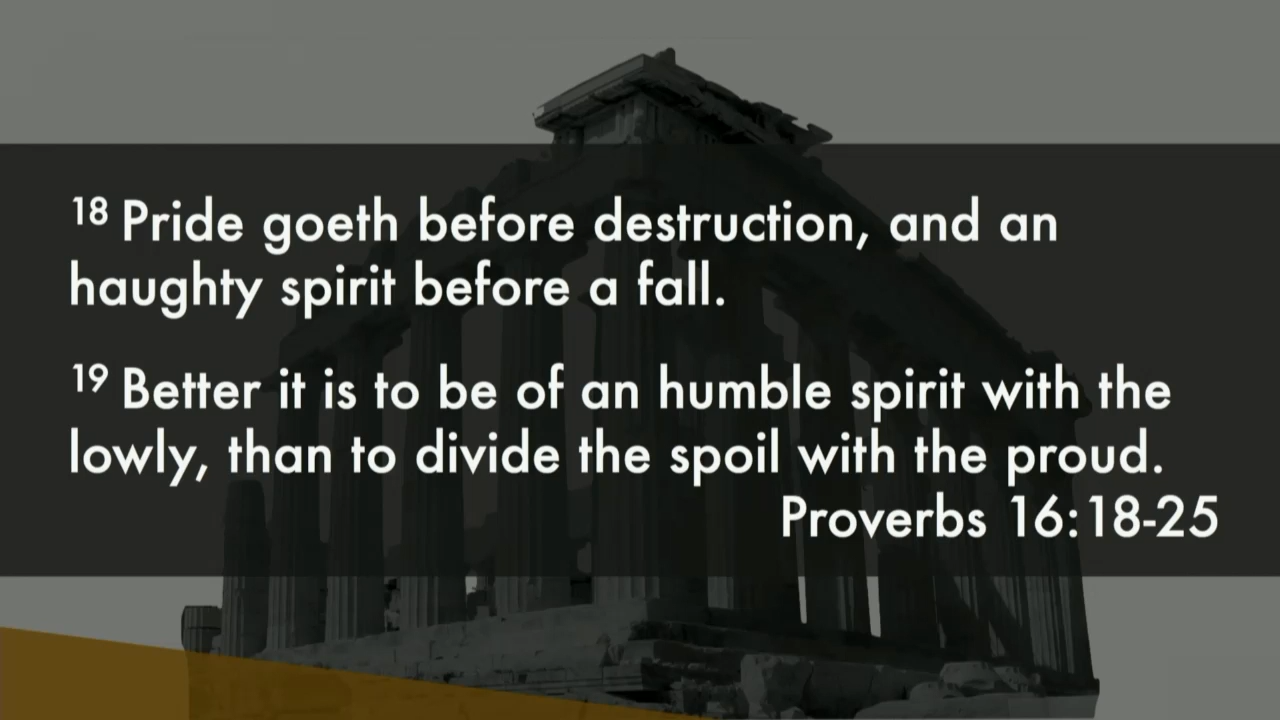 18 Pride goeth before destruction, and an
haughty spirit before a fall.
19 Better it is to be of an humble spirit with the
lowly, than to divide the spoil with the proud.
Proverbs 16:18-25